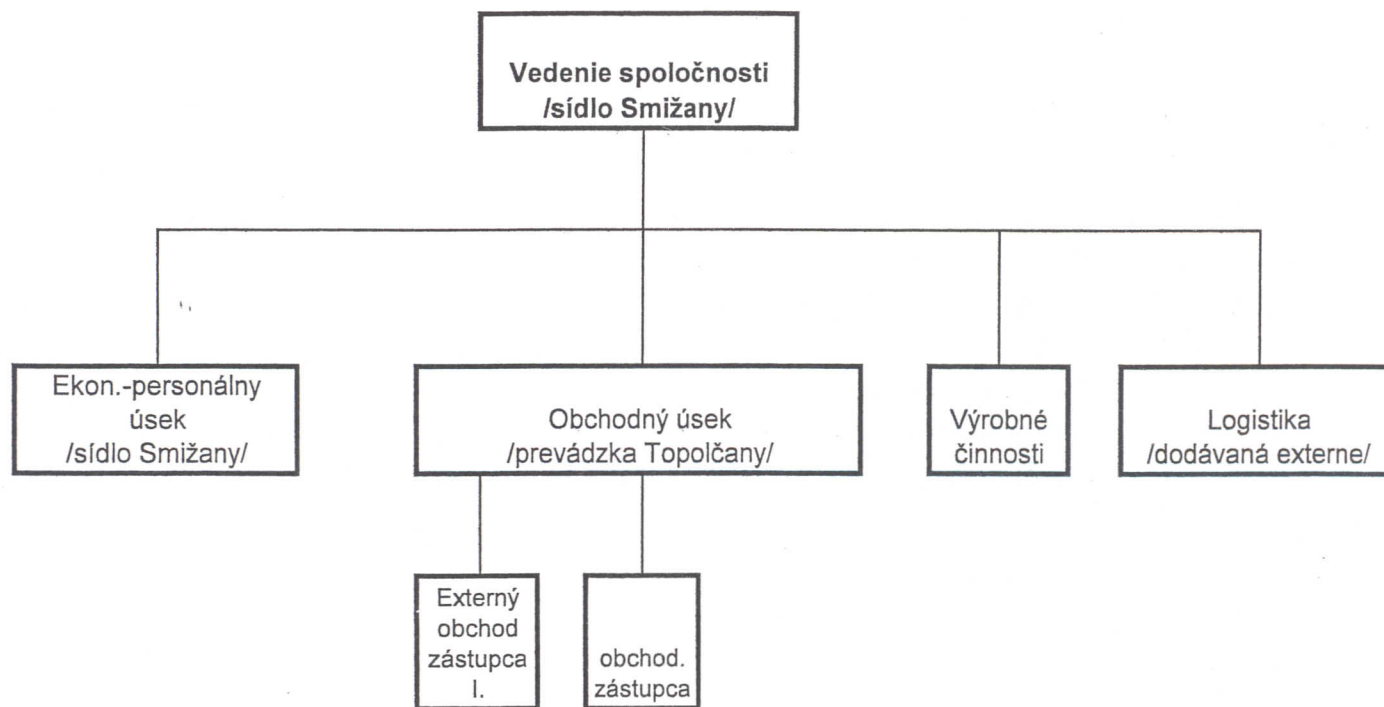 Vedenie spoločnosti
/sídlo Smižany/
Ekon.-personálny
úsek
/sídlo Smižany/
Obchodný úsek
/prevádzka Topolčany/
Výrobné
činnosti
Logistika
/dodávaná externe/
Externý
obchod
zástupca
I.
obchod.
zástupca